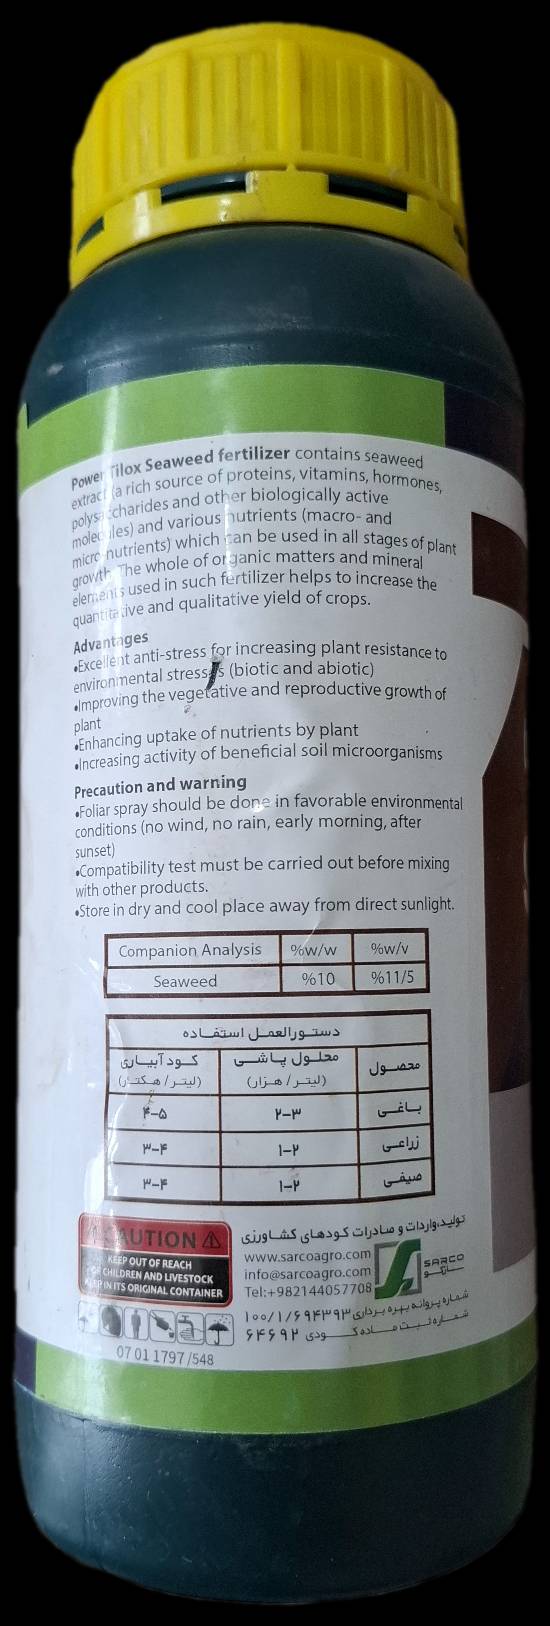 Power Tilox Seaweed fertilizer contains seaweed
extract (a rich source of proteins, vitamins, hormones,
polysaccharides and other biologically active
molecules) and various nutrients (macro- and
micro-nutrients) which can be used in all stages of plant
growth. The whole of organic matters and mineral
elements used in such fertilizer helps to increase the
quantitative and qualitative yield of crops.
Advantages
•Excellent anti-stress for increasing plant resistance to
environmental stresses (biotic and abiotic)
•Improving the vegetative and reproductive growth of
plant
•Enhancing uptake of nutrients by plant
•Increasing activity of beneficial soil microorganisms
Precaution and warning
•Foliar spray should be done in favorable environmental
conditions (no wind, no rain, early morning, after
sunset)
•Compatibility test must be carried out before mixing
with other products.
•Store in dry and cool place away from direct sunlight.
Companion Analysis %w/w %w/v
Seaweed %10 %11/5
دستورالعمل استفاده
محصول محلول پاشی (لیتر / هزار) کود آبیاری (لیتر / هکتار)
باغی ۲-۳ ۴-۵
زراعی ۱-۲ ۳-۴
صیفی ۱-۲ ۳-۴
CAUTION
KEEP OUT OF REACH
OF CHILDREN AND LIVESTOCK
KEEP IN ITS ORIGINAL CONTAINER
07 01 1797 /548
تولید،واردات و صادرات کودهای کشاورزی
www.sarcoagro.com
info@sarcoagro.com
Tel:+982144057708
SARCO
سارکو
شماره پروانه بهره برداری ۱۰۰/۱/۶۹۴۳۹۳
شماره ثبت ماده کودی ۶۴۶۹۲